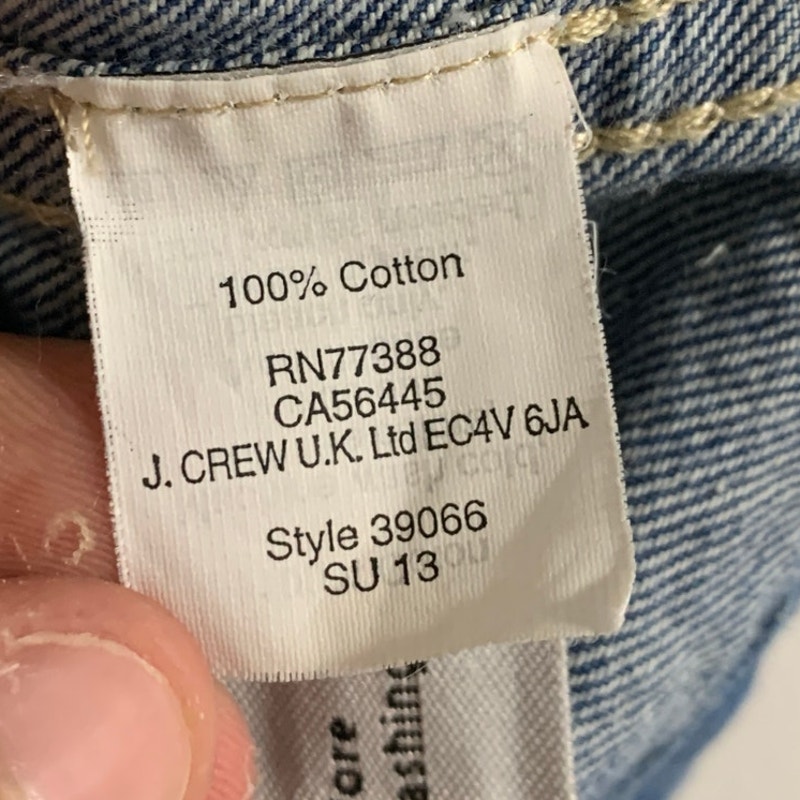 100% Cotton
RN77388
CA56445
J. CREW U.K. Ltd EC4V 6JA
Style 39066
SU 13